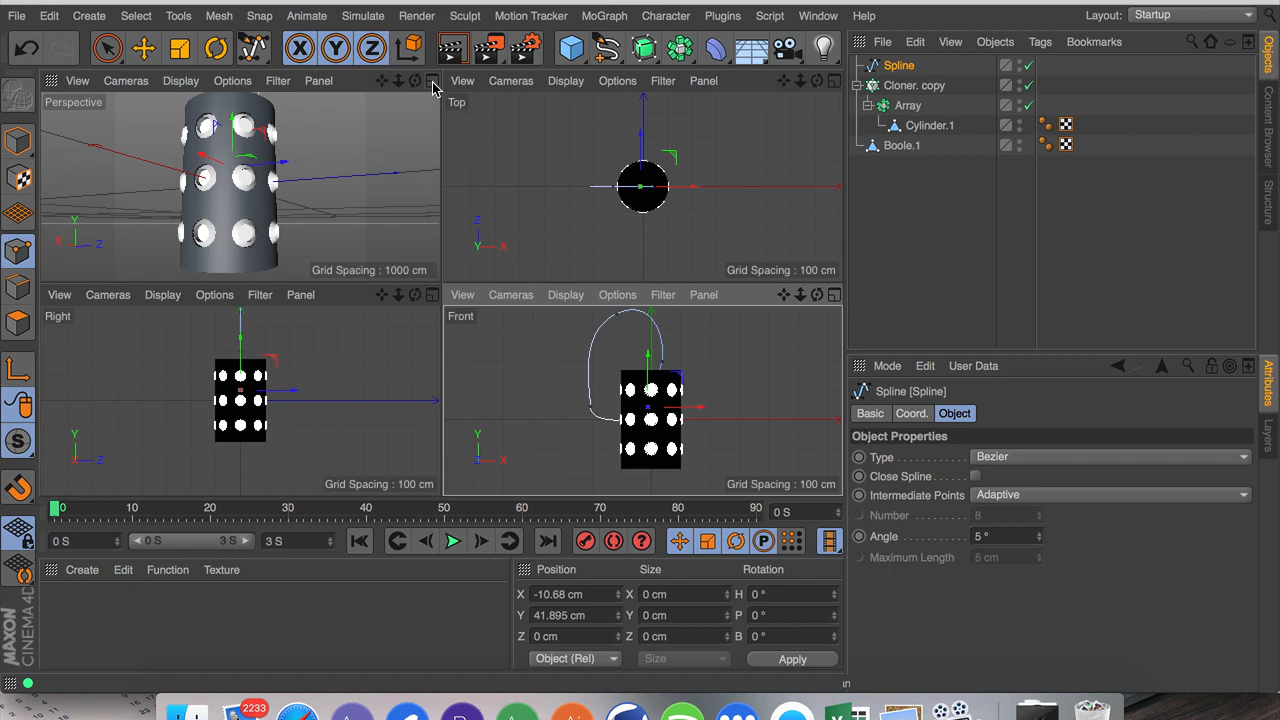 File Edit Create Select Tools Mesh Snap Animate Simulate Render Sculpt Motion Tracker MoGraph Character Plugins Script Window Help Layout: Startup
X Y Z
File Edit View Objects Tags Bookmarks
Spline
Cloner. copy
Array
Cylinder.1
Boole.1
Objects
Content Browser
Structure
View Cameras Display Options Filter Panel
Perspective
Y
X Z
Grid Spacing : 1000 cm
View Cameras Display Options Filter Panel
Top
Z
Y X
Grid Spacing : 100 cm
View Cameras Display Options Filter Panel
Right
Y
X Z
Grid Spacing : 100 cm
View Cameras Display Options Filter Panel
Front
Y
Z X
Grid Spacing : 100 cm
Mode Edit User Data
Spline [Spline]
Basic Coord. Object
Object Properties
Type Bezier
Close Spline
Intermediate Points Adaptive
Number 8
Angle 5 °
Maximum Length 5 cm
Attributes
Layers
S
0 10 20 30 40 50 60 70 80 90 0 S
0 S 0 S 3 S 3 S
P
Create Edit Function Texture
Position Size Rotation
X -10.68 cm X 0 cm H 0 °
Y 41.895 cm Y 0 cm P 0 °
Z 0 cm Z 0 cm B 0 °
Object (Rel) Size Apply
MAXON
CINEMA 4D
2233